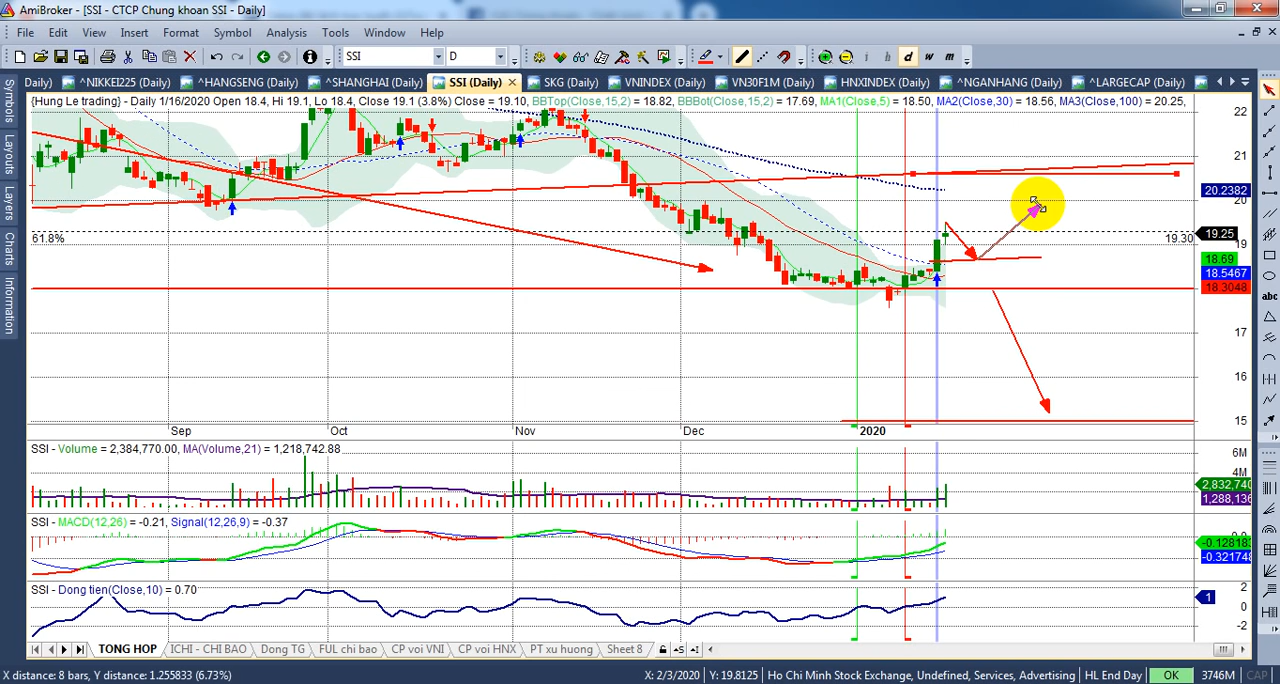 AmiBroker - [SSI - CTCP Chung khoan SSI - Daily]
File Edit View Insert Format Symbol Analysis Tools Window Help
SSI D i h d w m
Daily) ^NIKKEI225 (Daily) ^HANGSENG (Daily) ^SHANGHAI (Daily) SSI (Daily) SKG (Daily) VNINDEX (Daily) VN30F1M (Daily) HNXINDEX (Daily) ^NGANHANG (Daily) ^LARGECAP (Daily)
Symbols
Layouts
Layers
Charts
Information
abc
{Hung Le trading} - Daily 1/16/2020 Open 18.4, Hi 19.1, Lo 18.4, Close 19.1 (3.8%) Close = 19.10, BBTop(Close,15,2) = 18.82, BBBot(Close,15,2) = 17.69, MA1(Close,5) = 18.50, MA2(Close,30) = 18.56, MA3(Close,100) = 20.25,
22
21
20.2382
20
61.8%
19.30
19.25
19
18.69
18.5467
18.3048
17
16
15
Sep Oct Nov Dec 2020
SSI - Volume = 2,384,770.00, MA(Volume,21) = 1,218,742.88
6M
4M
2,832,740
1,288,136
SSI - MACD(12,26) = -0.21, Signal(12,26,9) = -0.37
-0.128183
-0.321748
SSI - Dong tien(Close,10) = 0.70
2
1
0
-2
TONG HOP ICHI - CHI BAO Dong TG FUL chi bao CP voi VNI CP voi HNX PT xu huong Sheet 8
X distance: 8 bars, Y distance: 1.255833 (6.73%) X: 2/3/2020 Y: 19.8125 Ho Chi Minh Stock Exchange, Undefined, Services, Advertising HL End Day OK 3746M CAP